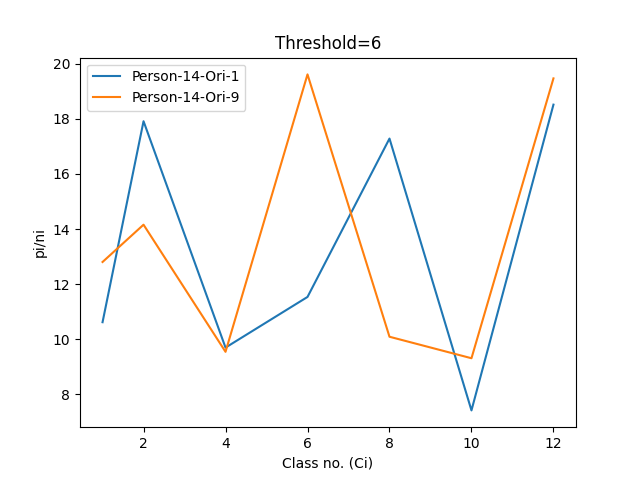 Threshold=6
Person-14-Ori-1
Person-14-Ori-9
20
18
16
14
12
10
8
pi/ni
2 4 6 8 10 12
Class no. (Ci)